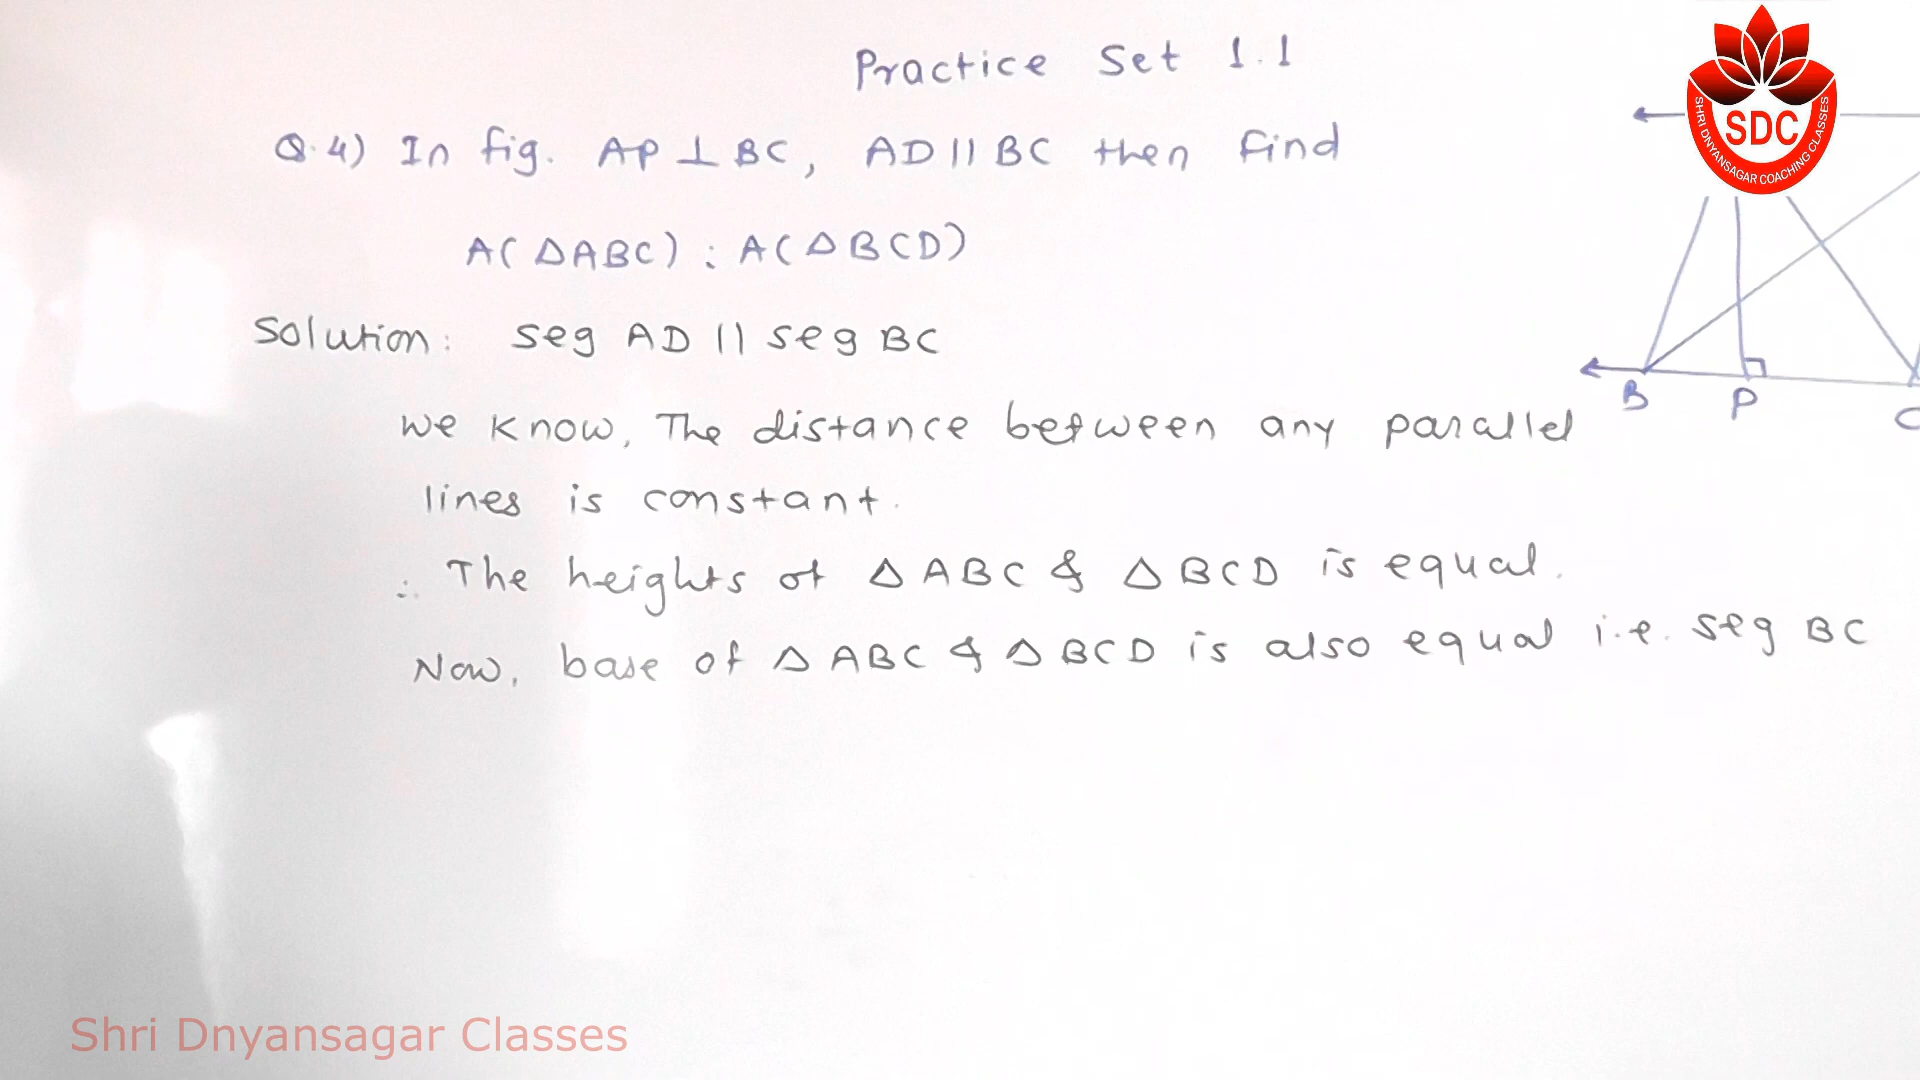 Practice Set 1.1
Q.4) In fig. AP ⊥ BC, AD || BC then find
A(△ABC) : A(△BCD)
Solution: seg AD || seg BC
We know, The distance between any parallel
lines is constant.
∴ The heights of △ABC & △BCD is equal.
Now, base of △ABC & △BCD is also equal i.e. seg BC
B P C
SDC
SHRI DNYANSAGAR COACHING CLASSES
Shri Dnyansagar Classes